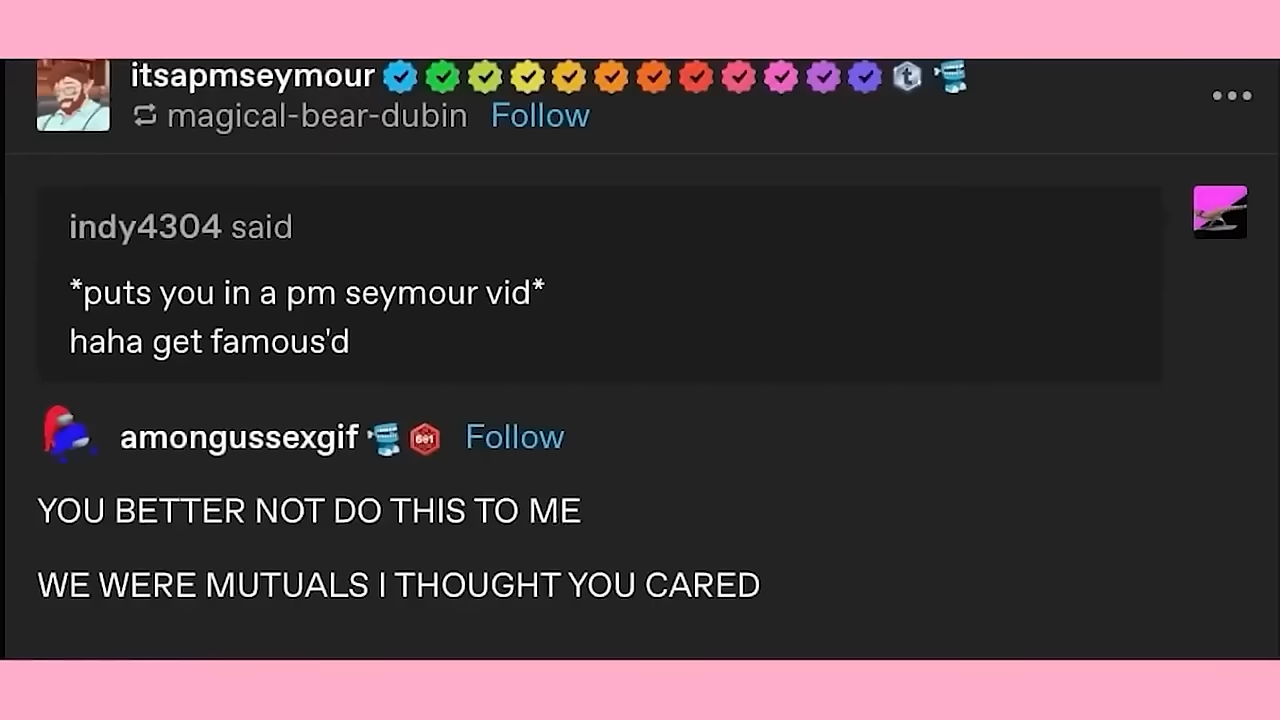 itsapmseymour
magical-bear-dubin Follow
indy4304 said
*puts you in a pm seymour vid*
haha get famous'd
amongussexgif Follow
YOU BETTER NOT DO THIS TO ME
WE WERE MUTUALS I THOUGHT YOU CARED